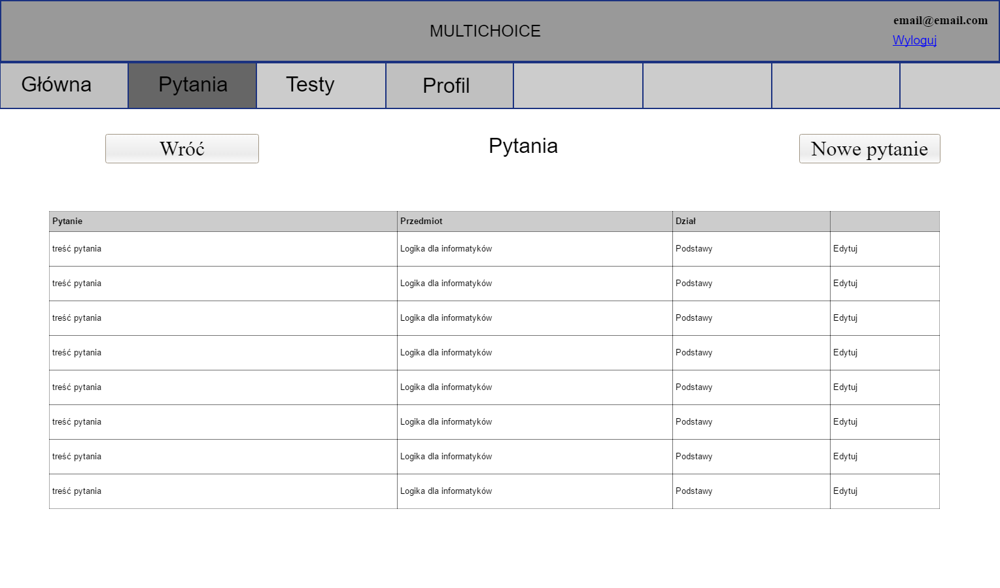 MULTICHOICE
email@email.com
Wyloguj
Główna Pytania Testy Profil
Wróć Pytania Nowe pytanie
Pytanie Przedmiot Dział
treść pytania Logika dla informatyków Podstawy Edytuj
treść pytania Logika dla informatyków Podstawy Edytuj
treść pytania Logika dla informatyków Podstawy Edytuj
treść pytania Logika dla informatyków Podstawy Edytuj
treść pytania Logika dla informatyków Podstawy Edytuj
treść pytania Logika dla informatyków Podstawy Edytuj
treść pytania Logika dla informatyków Podstawy Edytuj
treść pytania Logika dla informatyków Podstawy Edytuj